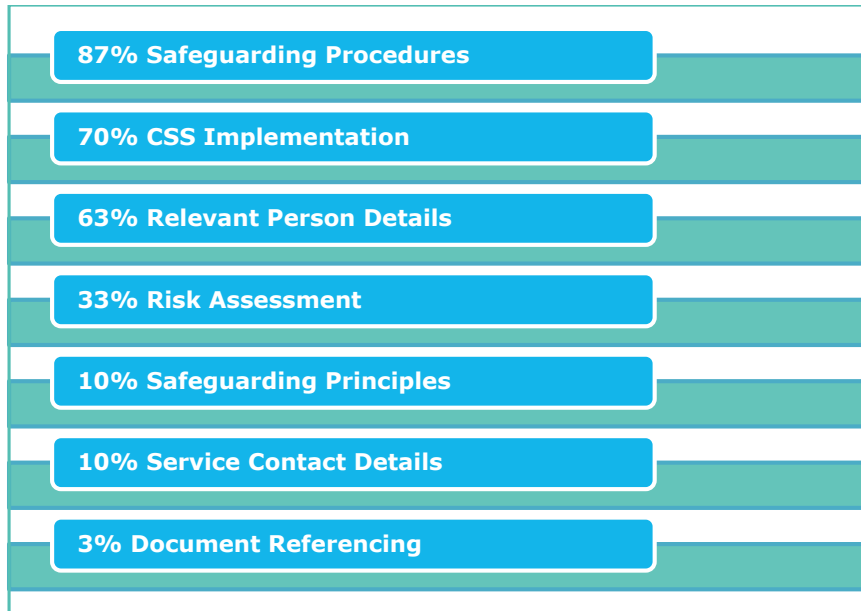 87% Safeguarding Procedures
70% CSS Implementation
63% Relevant Person Details
33% Risk Assessment
10% Safeguarding Principles
10% Service Contact Details
3% Document Referencing